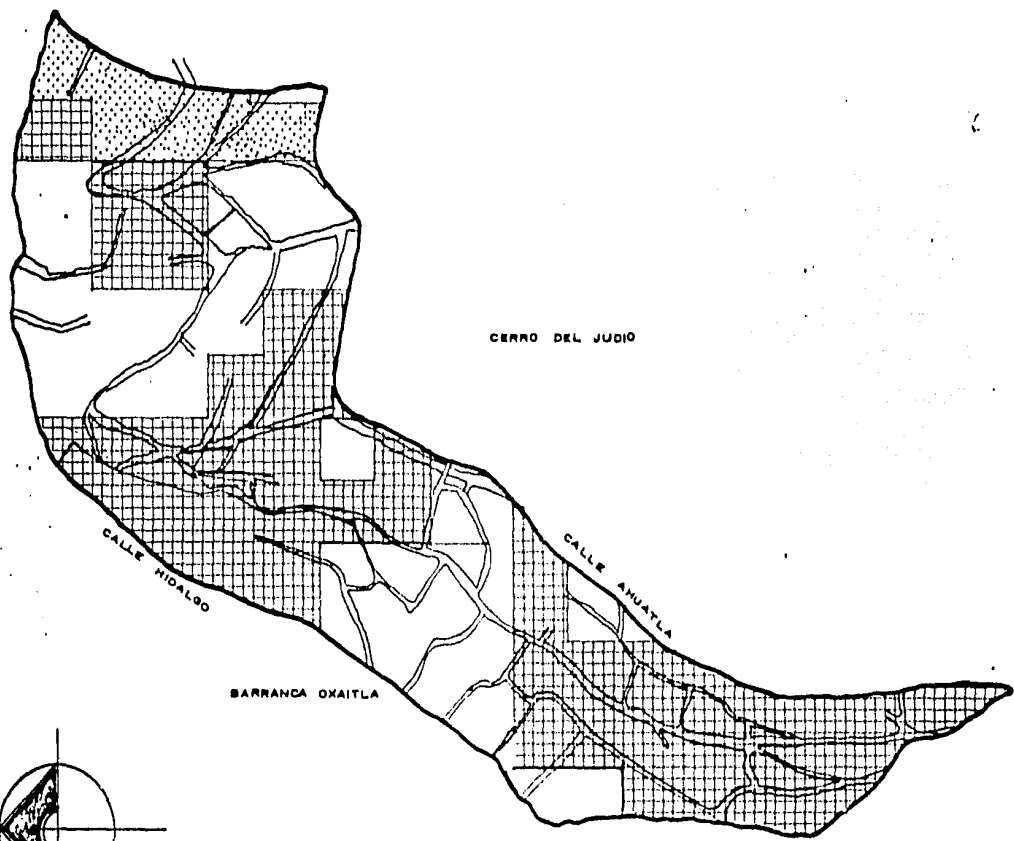 CERRO DEL JUDIO
CALLE HIDALGO
CALLE AHUATLA
BARRANCA OXAITLA